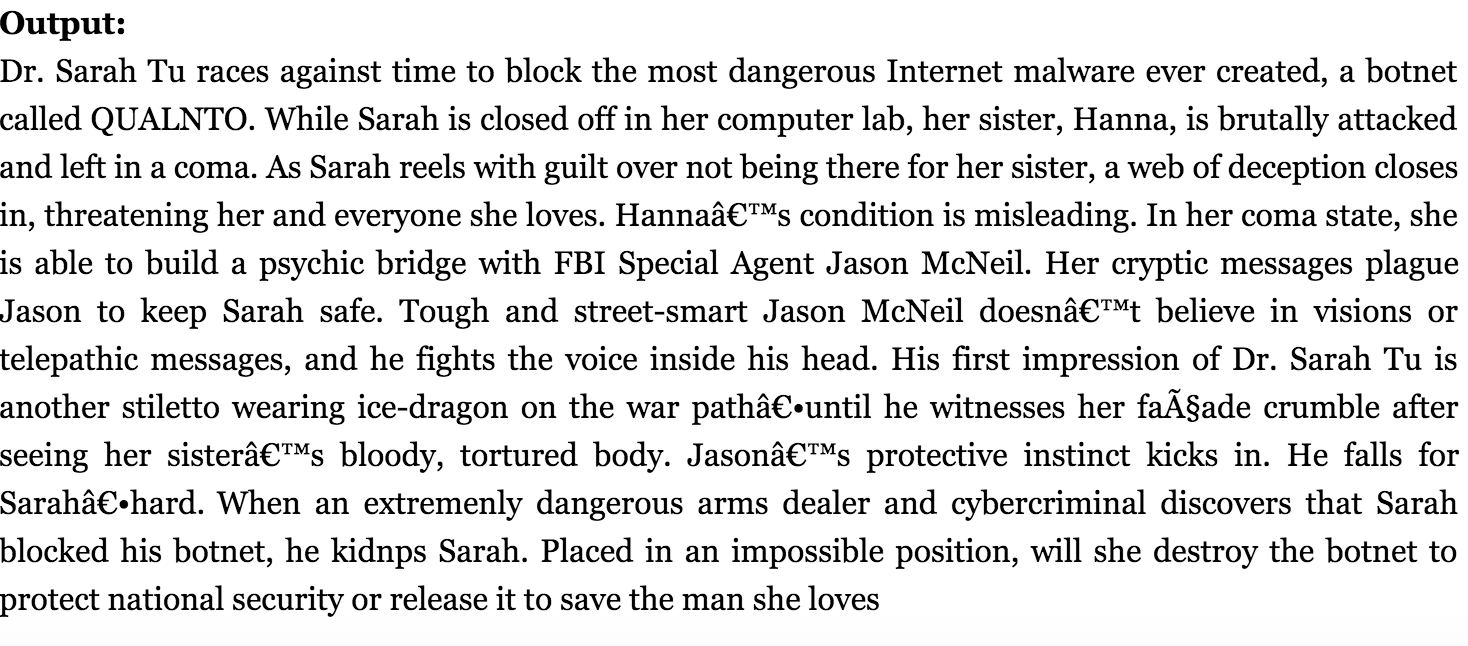 Output:
Dr. Sarah Tu races against time to block the most dangerous Internet malware ever created, a botnet
called QUALNTO. While Sarah is closed off in her computer lab, her sister, Hanna, is brutally attacked
and left in a coma. As Sarah reels with guilt over not being there for her sister, a web of deception closes
in, threatening her and everyone she loves. Hannaâ€™s condition is misleading. In her coma state, she
is able to build a psychic bridge with FBI Special Agent Jason McNeil. Her cryptic messages plague
Jason to keep Sarah safe. Tough and street-smart Jason McNeil doesnâ€™t believe in visions or
telepathic messages, and he fights the voice inside his head. His first impression of Dr. Sarah Tu is
another stiletto wearing ice-dragon on the war pathâ€•until he witnesses her faÃ§ade crumble after
seeing her sisterâ€™s bloody, tortured body. Jasonâ€™s protective instinct kicks in. He falls for
Sarahâ€•hard. When an extremenly dangerous arms dealer and cybercriminal discovers that Sarah
blocked his botnet, he kidnps Sarah. Placed in an impossible position, will she destroy the botnet to
protect national security or release it to save the man she loves